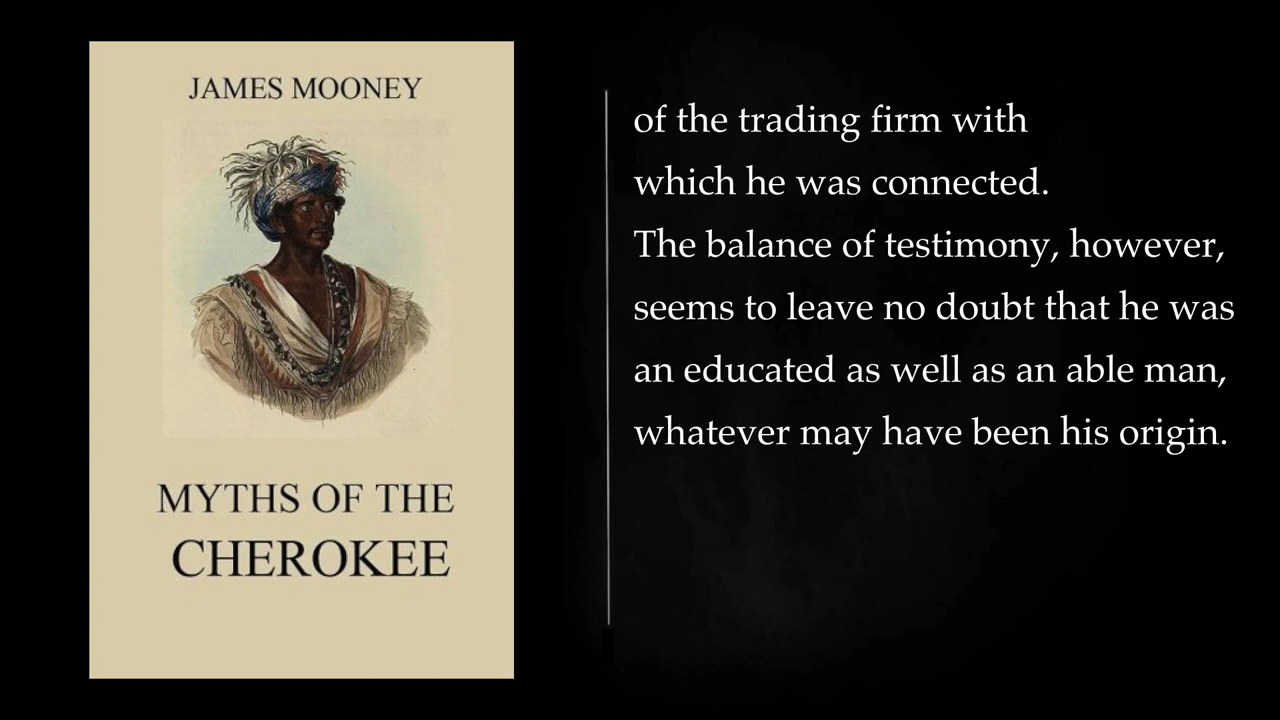 JAMES MOONEY
MYTHS OF THE
CHEROKEE
of the trading firm with
which he was connected.
The balance of testimony, however,
seems to leave no doubt that he was
an educated as well as an able man,
whatever may have been his origin.